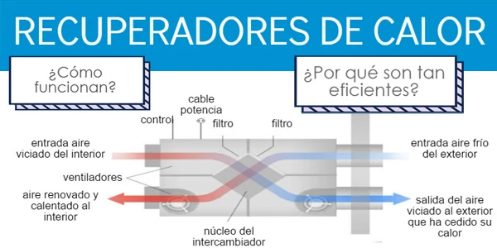 RECUPERADORES DE CALOR
¿Cómo
funcionan?
¿Por qué son tan
eficientes?
cable
potencia
control
filtro
filtro
entrada aire
viciado del interior
entrada aire frío
del exterior
ventiladores
aire renovado y
calentado al
interior
salida del aire
viciado al exterior
que ha cedido su
calor
núcleo del
intercambiador